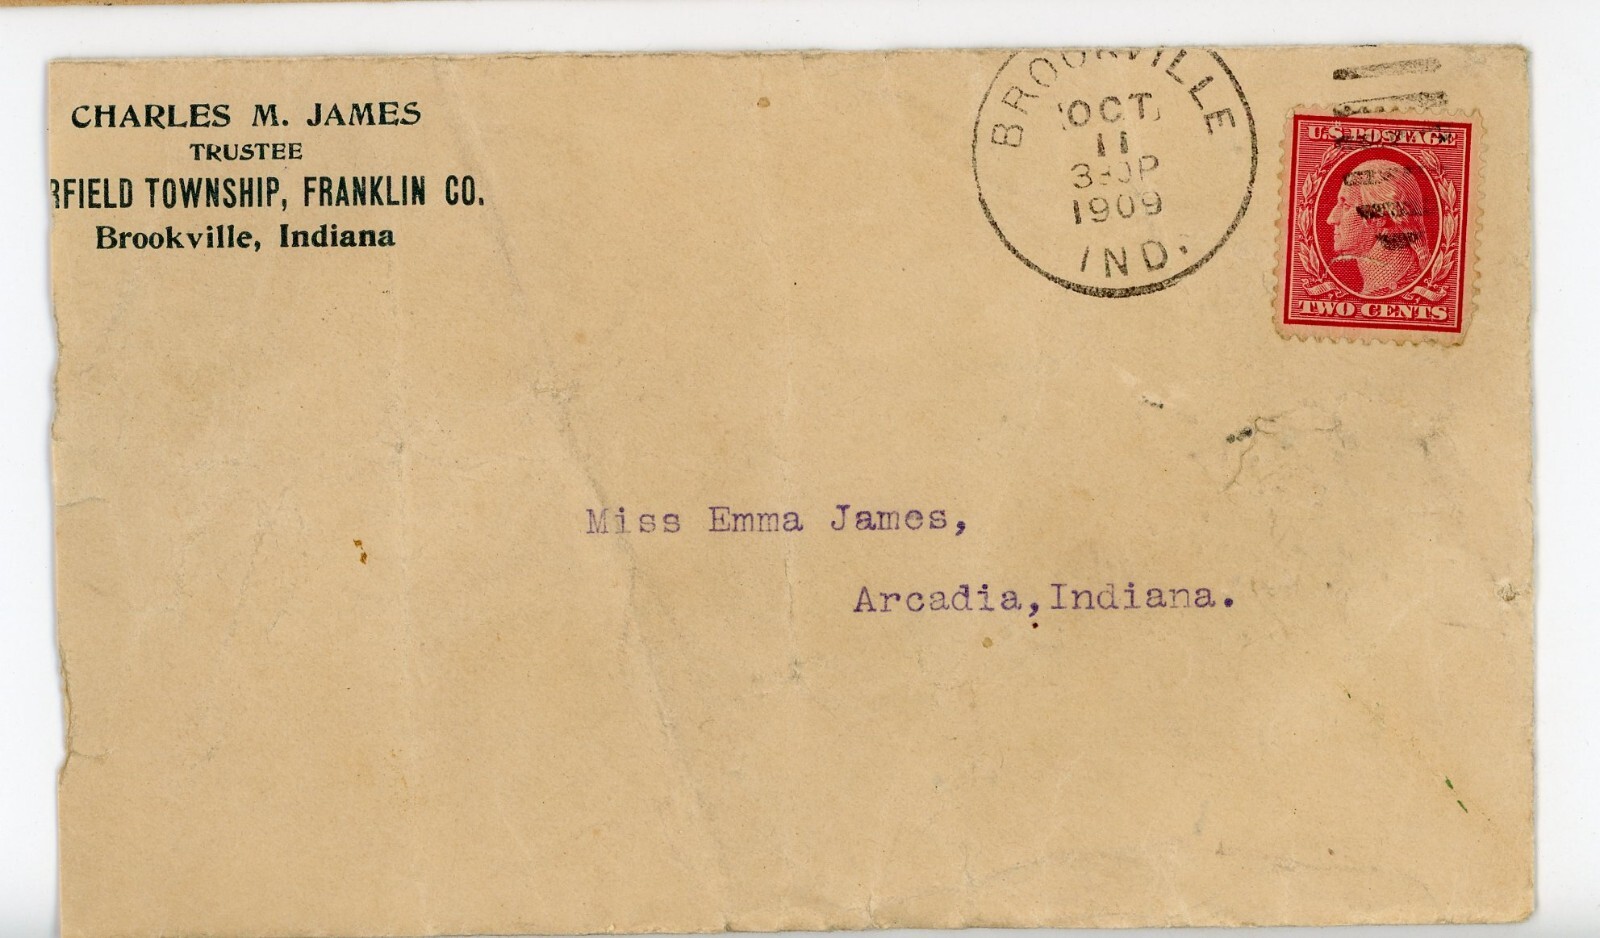 CHARLES M. JAMES
TRUSTEE
RFIELD TOWNSHIP, FRANKLIN CO.
Brookville, Indiana
BROOKVILLE
OCT
11
1909
IND.
U.S. POSTAGE
TWO CENTS
Miss Emma James,
Arcadia,Indiana.